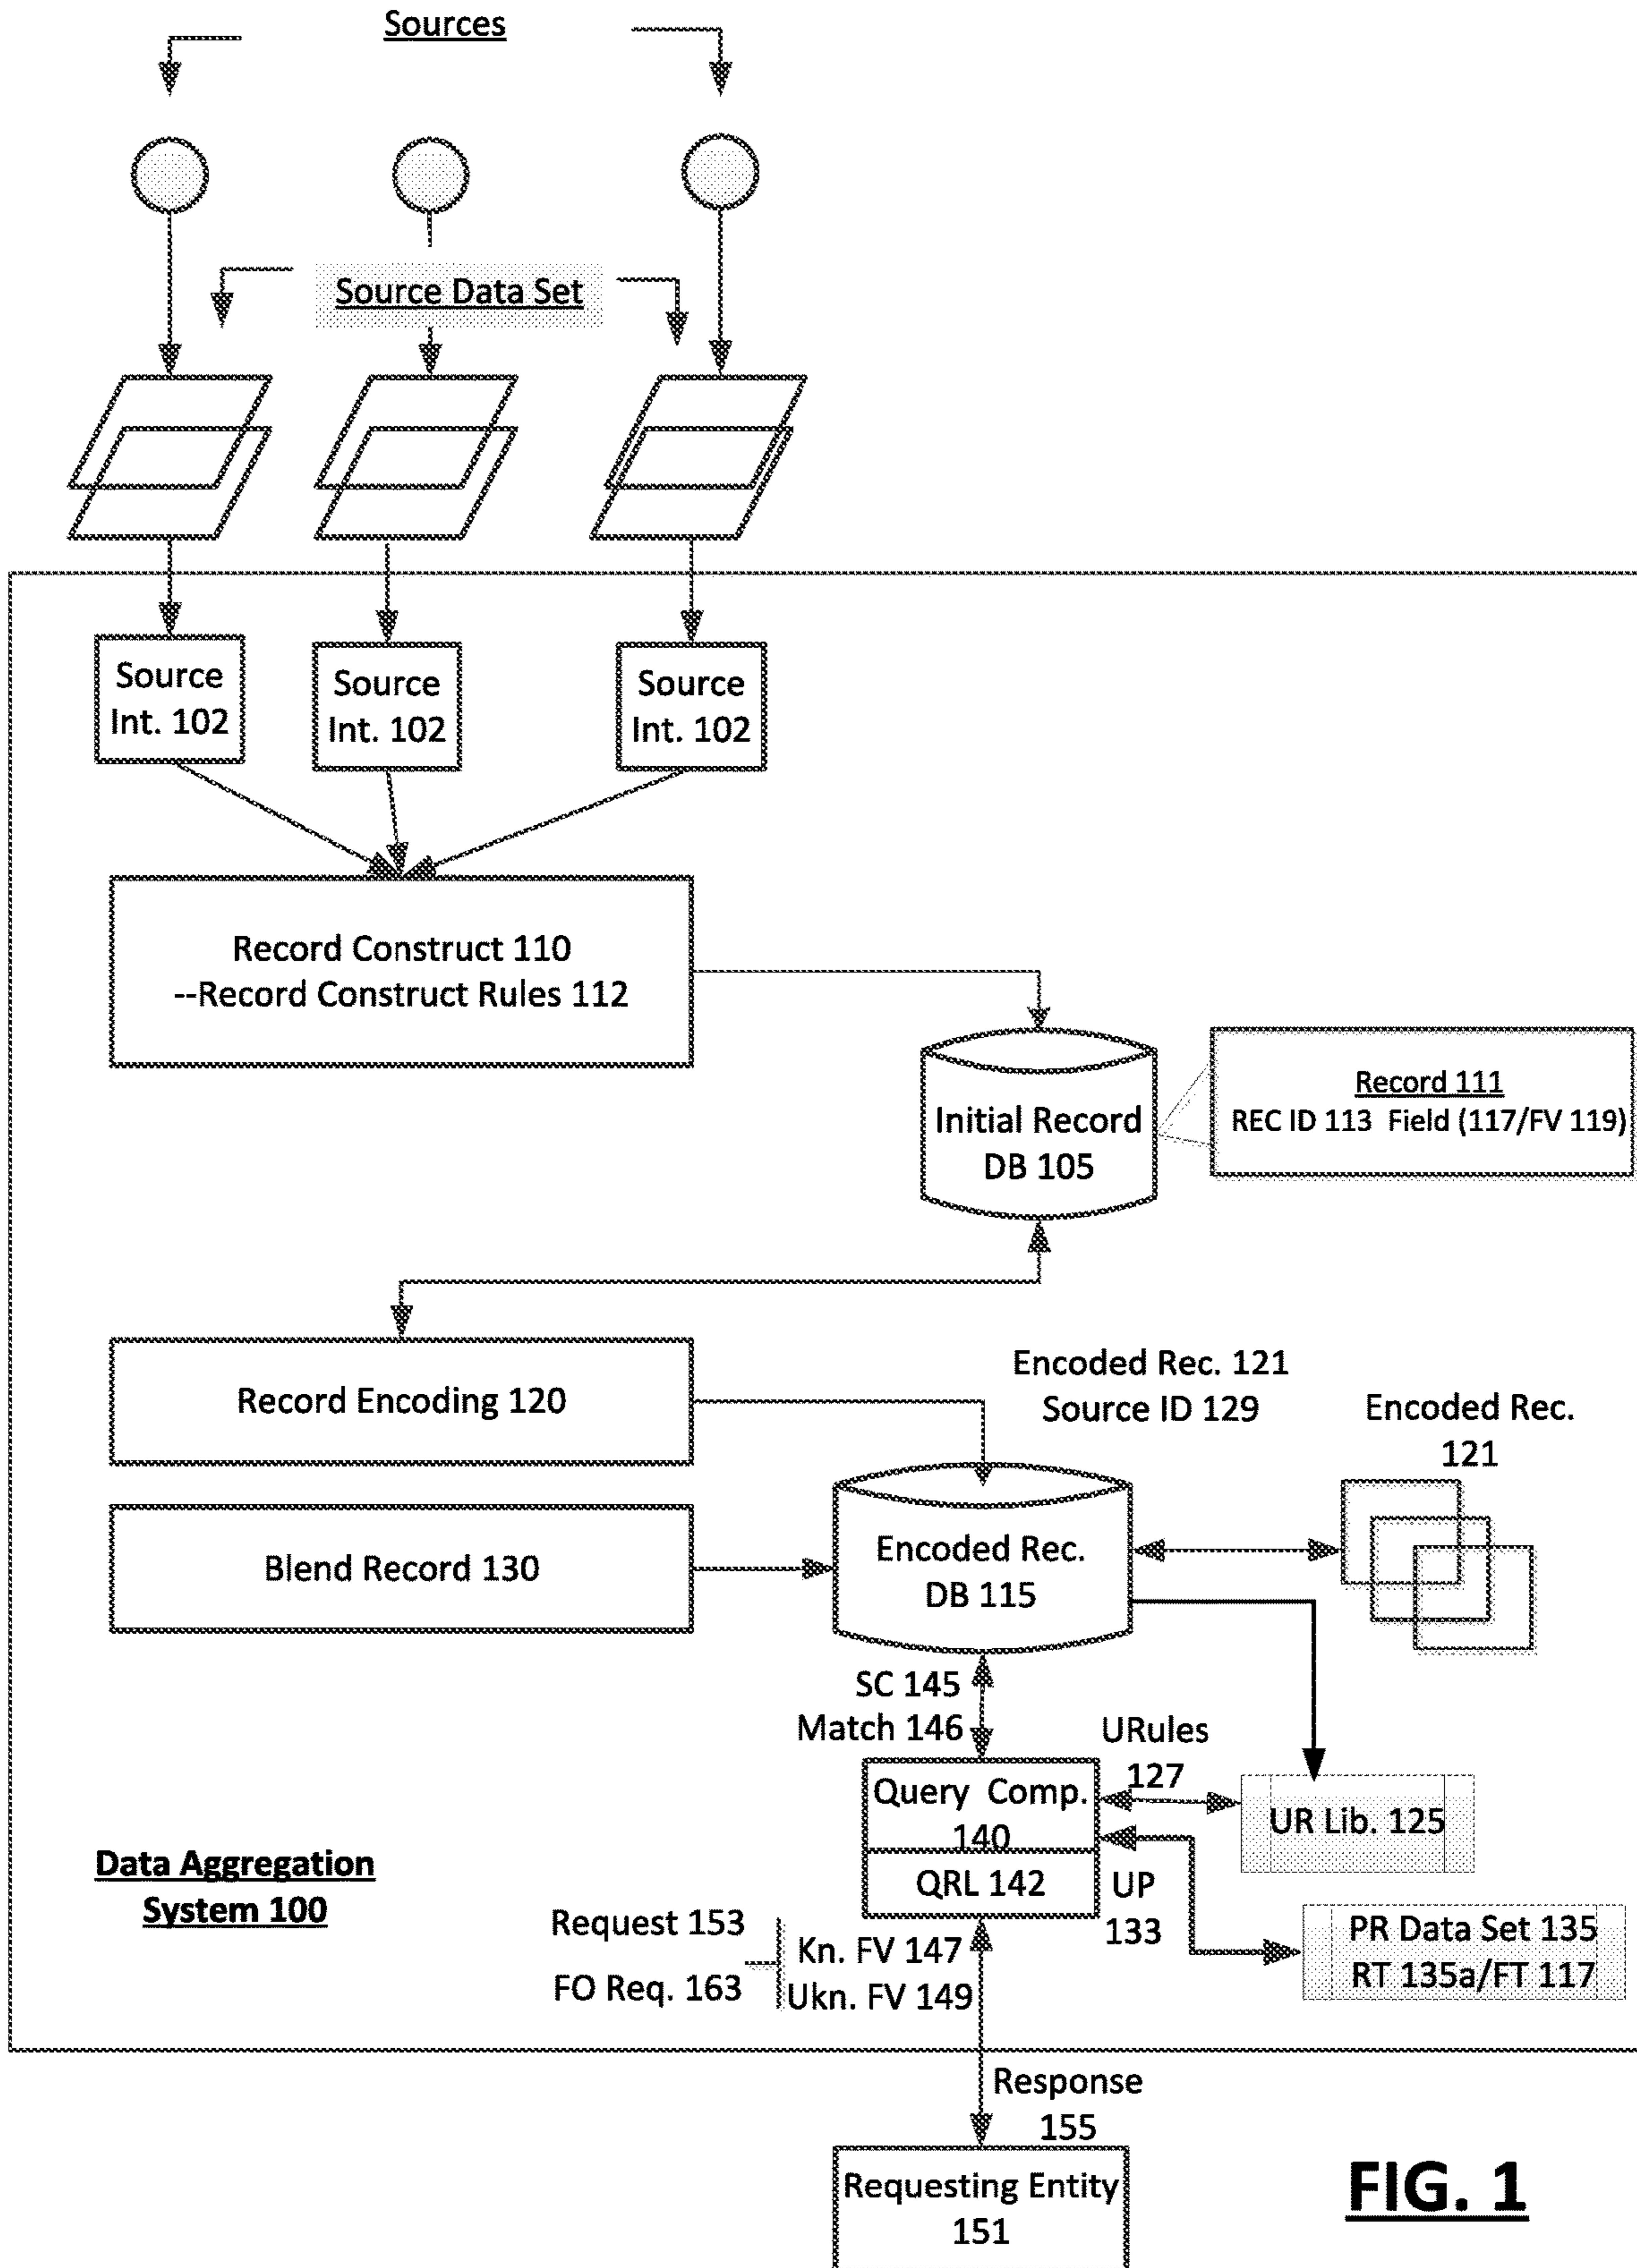 Sources
Source Data Set
Source
Int. 102
Source
Int. 102
Source
Int. 102
Record Construct 110
--Record Construct Rules 112
Initial Record
DB 105
Record 111
REC ID 113 Field (117/FV 119)
Record Encoding 120
Encoded Rec. 121
Source ID 129
Encoded Rec.
121
Blend Record 130
Encoded Rec.
DB 115
SC 145
Match 146
URules
127
Query Comp.
140
QRL 142
UR Lib. 125
UP
133
PR Data Set 135
RT 135a/FT 117
Data Aggregation
System 100
Request 153
FO Req. 163
Kn. FV 147
Ukn. FV 149
Response
155
Requesting Entity
151
FIG. 1